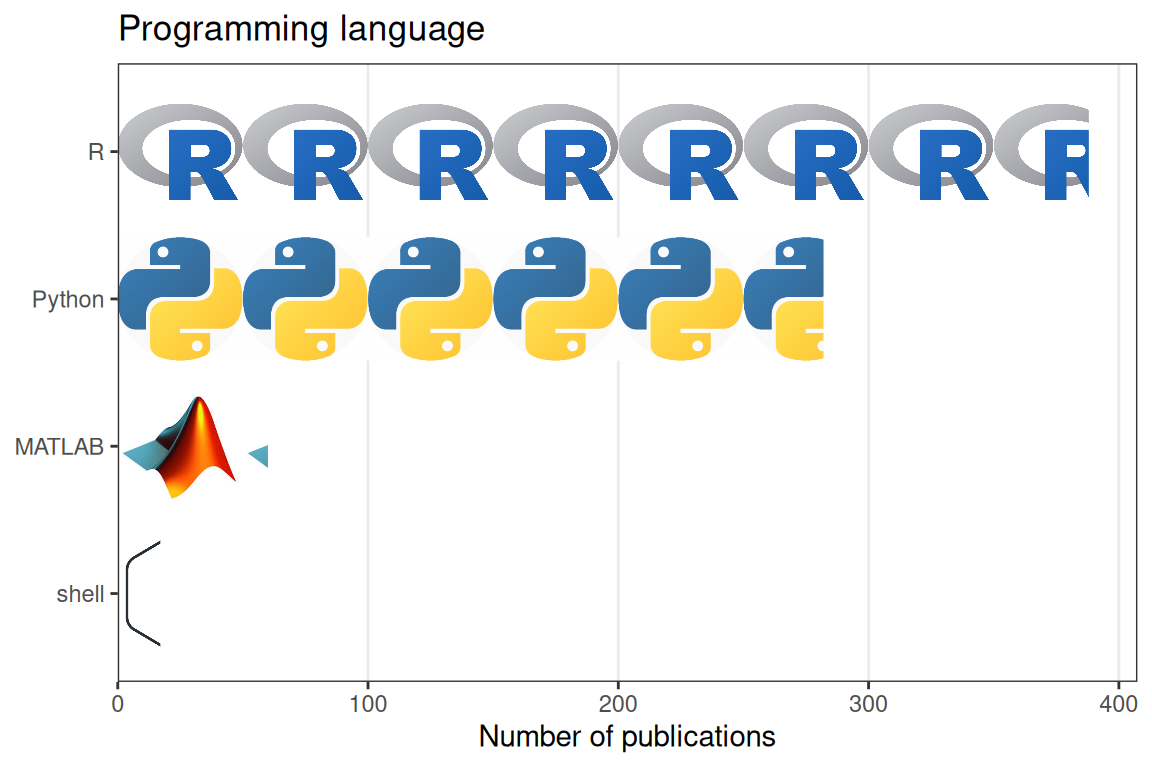 Programming language
R R R R R R R R R
Python
MATLAB
shell
0 100 200 300 400
Number of publications